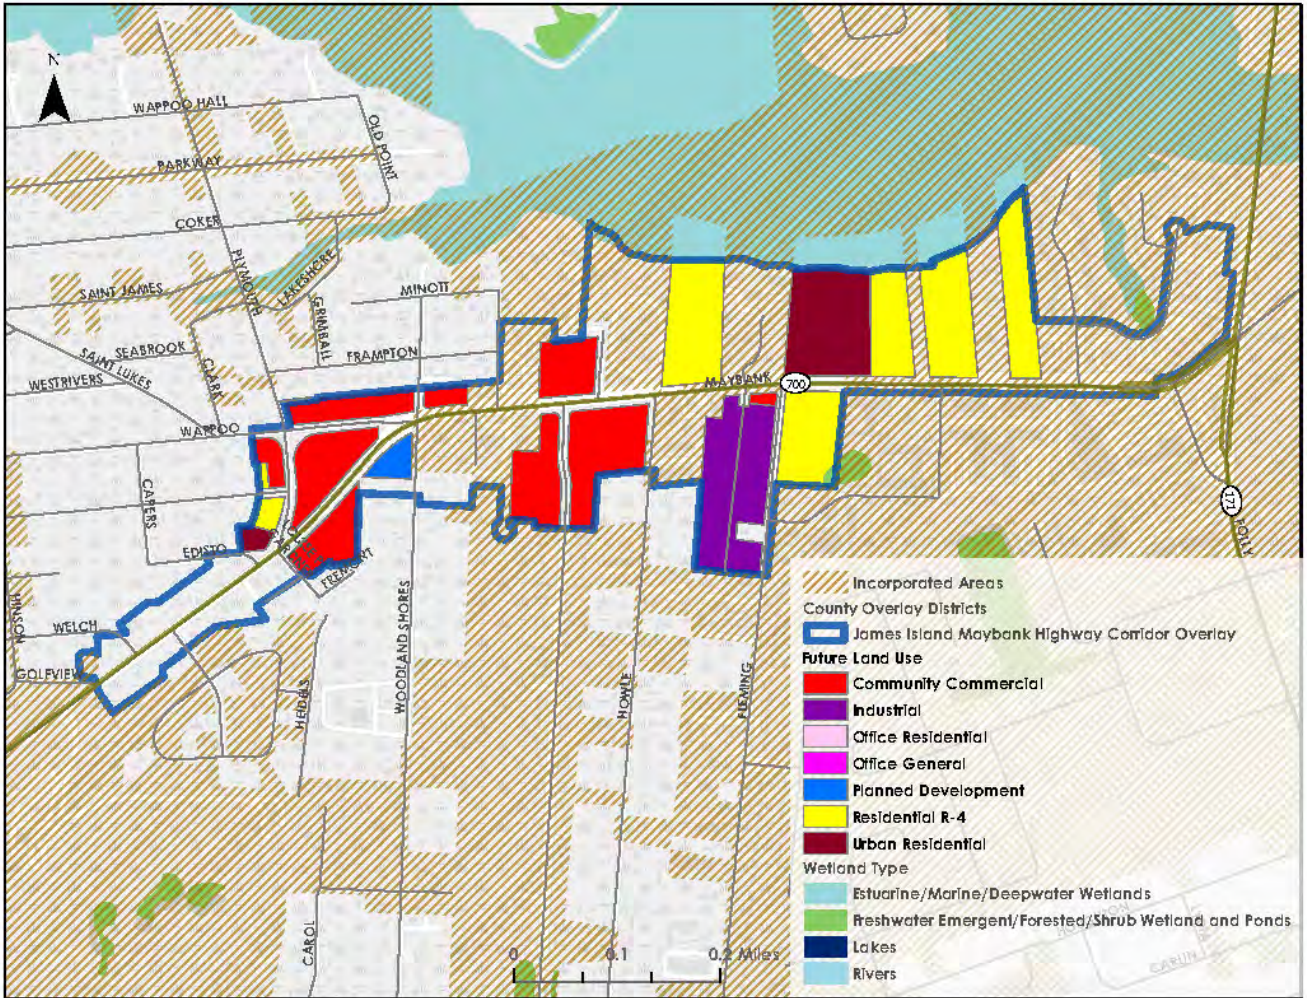 N
WAPPOO HALL
OLD POINT
PARKWAY
COKER
PLYMOUTH
LAKESHORE
SAINT JAMES
MINOTT
GRIMBALL
SEABROOK
SAINT LUKES
FRAMPTON
CLARK
WESTRIVERS
MAYBANK
700
WAPPOO
CAPERS
171
FOLLY
EDISTO
FREMONT
WOODLAND SHORES
HINSON
WELCH
GOLFVIEW
HEIDELS
HOWLE
FLEMING
CAROL
Incorporated Areas
County Overlay Districts
James Island Maybank Highway Corridor Overlay
Future Land Use
Community Commercial
Industrial
Office Residential
Office General
Planned Development
Residential R-4
Urban Residential
Wetland Type
Estuarine/Marine/Deepwater Wetlands
Freshwater Emergent/Forested/Shrub Wetland and Ponds
Lakes
Rivers
0 0.1 0.2 Miles